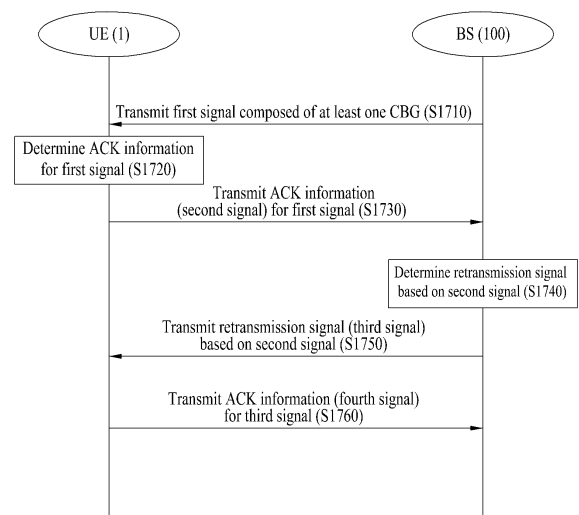 UE (1)
BS (100)
Transmit first signal composed of at least one CBG (S1710)
Determine ACK information
for first signal (S1720)
Transmit ACK information
(second signal) for first signal (S1730)
Determine retransmission signal
based on second signal (S1740)
Transmit retransmission signal (third signal)
based on second signal (S1750)
Transmit ACK information (fourth signal)
for third signal (S1760)